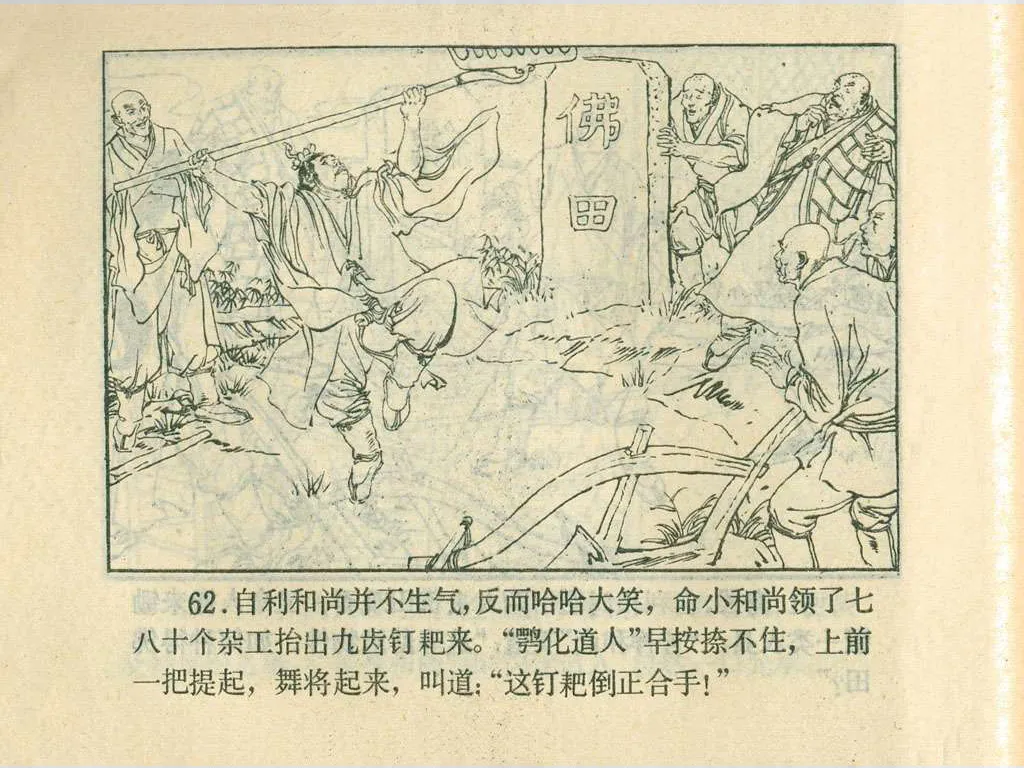 佛
田
62.自利和尚并不生气,反而哈哈大笑,命小和尚领了七
八十个杂工抬出九齿钉耙来。“鹗化道人”早按捺不住,上前
一把提起,舞将起来,叫道:“这钉耙倒正合手!”